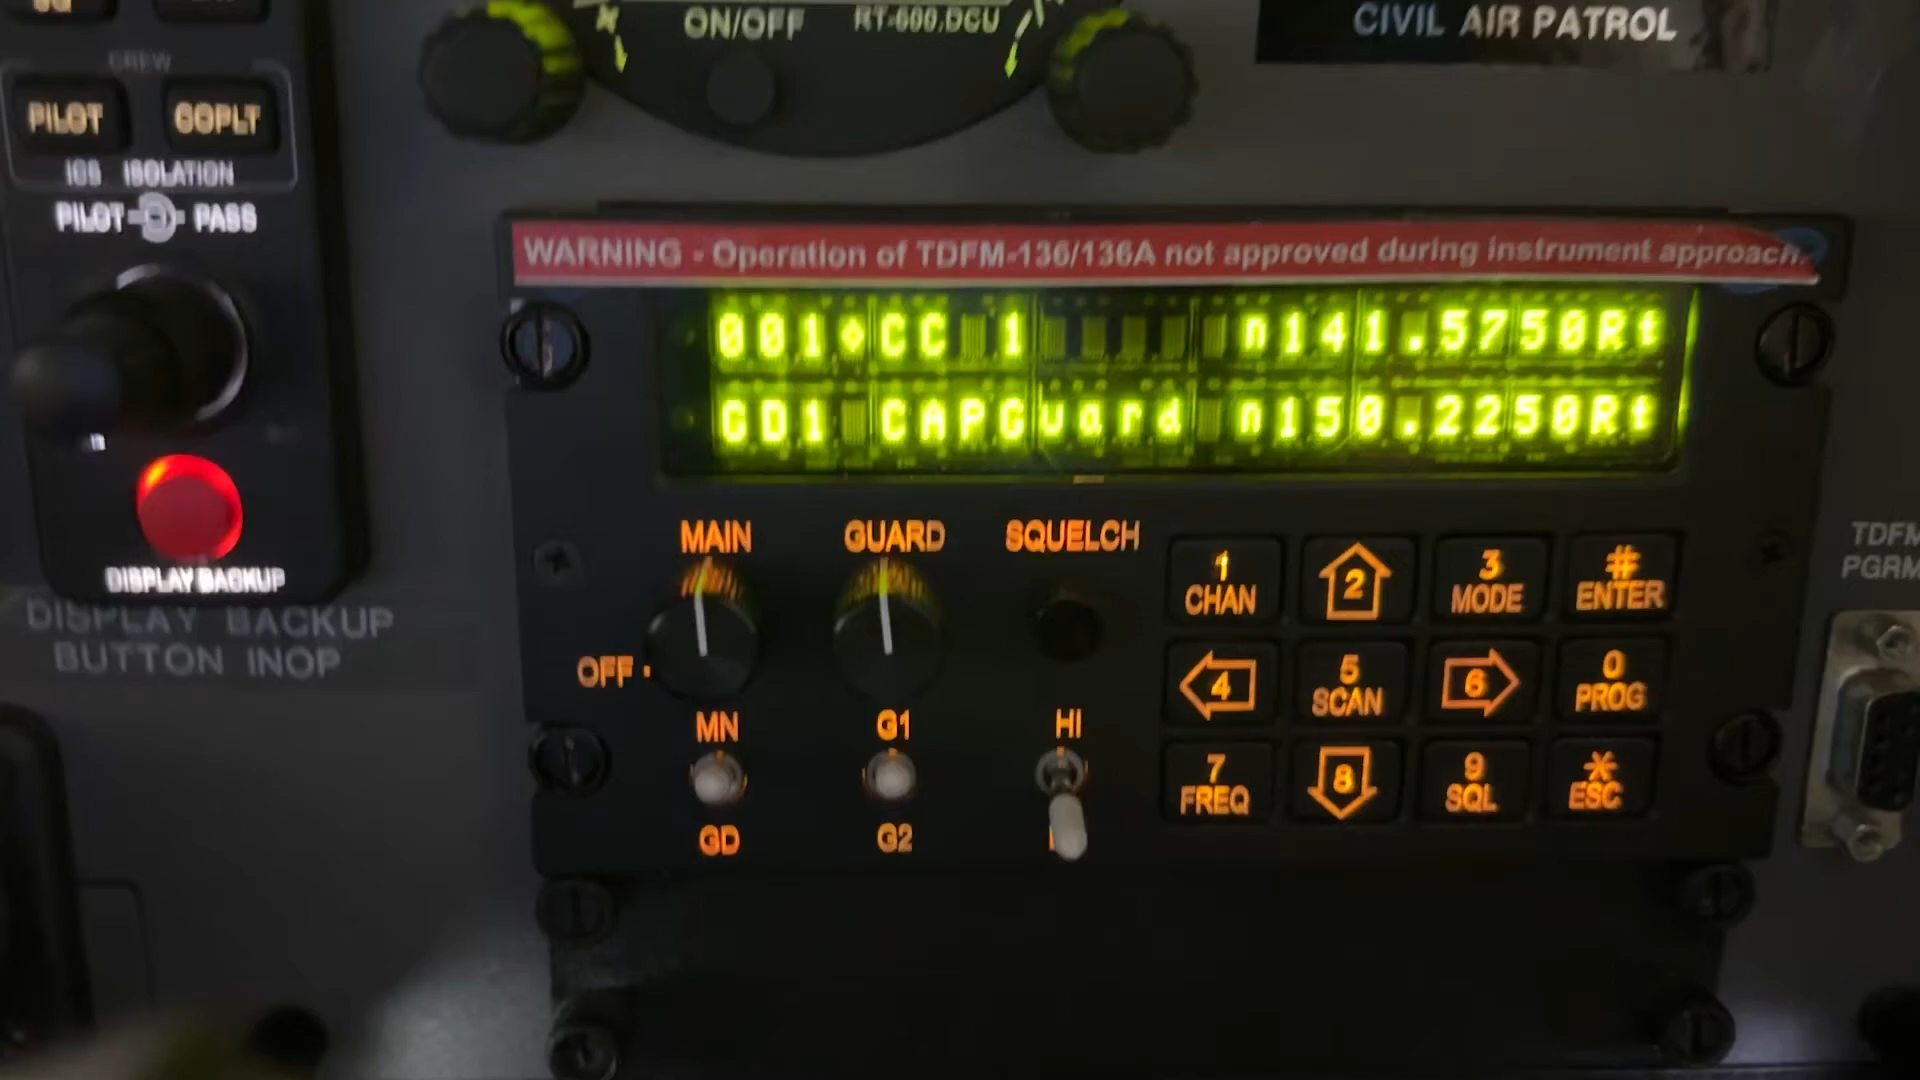 ON/OFF
RT-600.DCU
CIVIL AIR PATROL
CREW
PILOT COPLT
ICS ISOLATION
PILOT PASS
WARNING - Operation of TDFM-136/136A not approved during instrument approach.
001 CC 1 n141.5750Rt
GD1 CAPGuard n150.2250Rt
DISPLAY BACKUP
DISPLAY BACKUP
BUTTON INOP
MAIN GUARD SQUELCH
OFF
MN G1 HI
GD G2
1 CHAN
2
3 MODE
# ENTER
4
5 SCAN
6
0 PROG
7 FREQ
8
9 SQL
* ESC
TDFM
PGRM